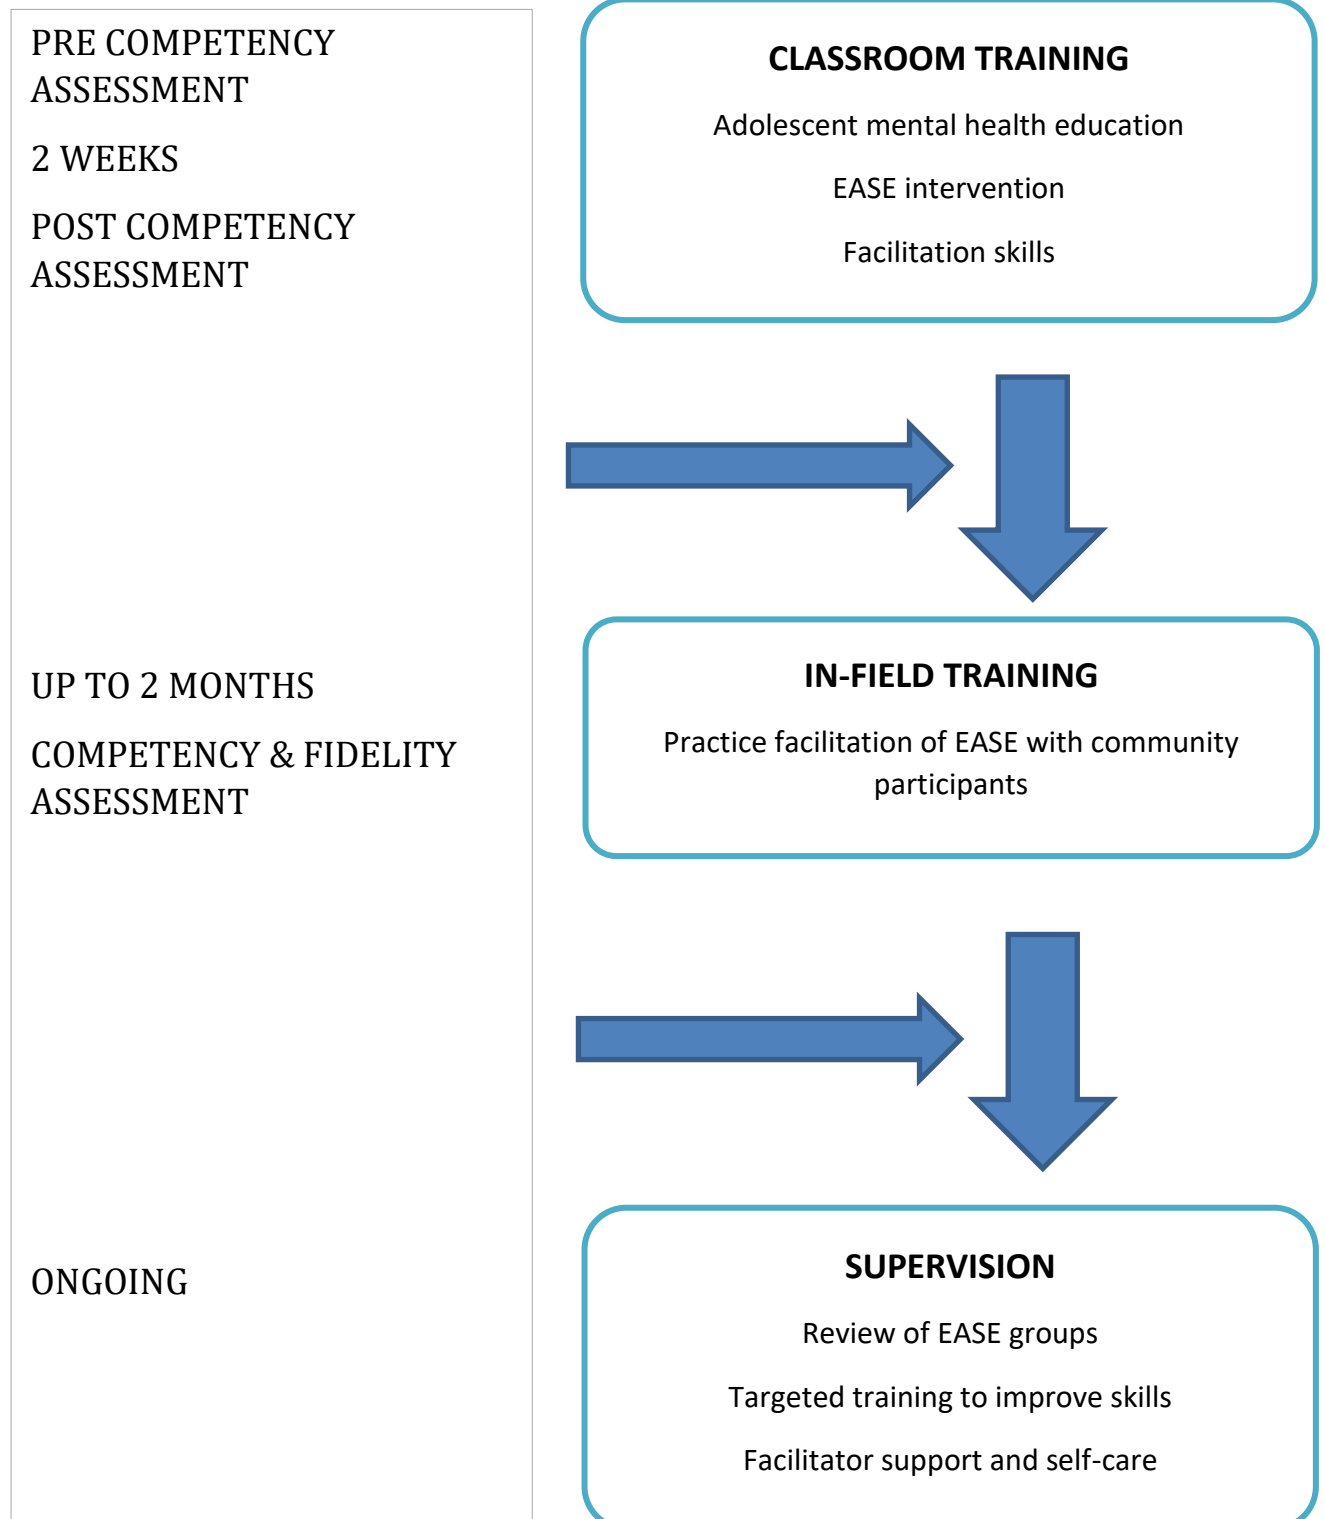 PRE COMPETENCY
ASSESSMENT
2 WEEKS
POST COMPETENCY
ASSESSMENT
CLASSROOM TRAINING
Adolescent mental health education
EASE intervention
Facilitation skills
UP TO 2 MONTHS
COMPETENCY & FIDELITY
ASSESSMENT
IN-FIELD TRAINING
Practice facilitation of EASE with community
participants
ONGOING
SUPERVISION
Review of EASE groups
Targeted training to improve skills
Facilitator support and self-care